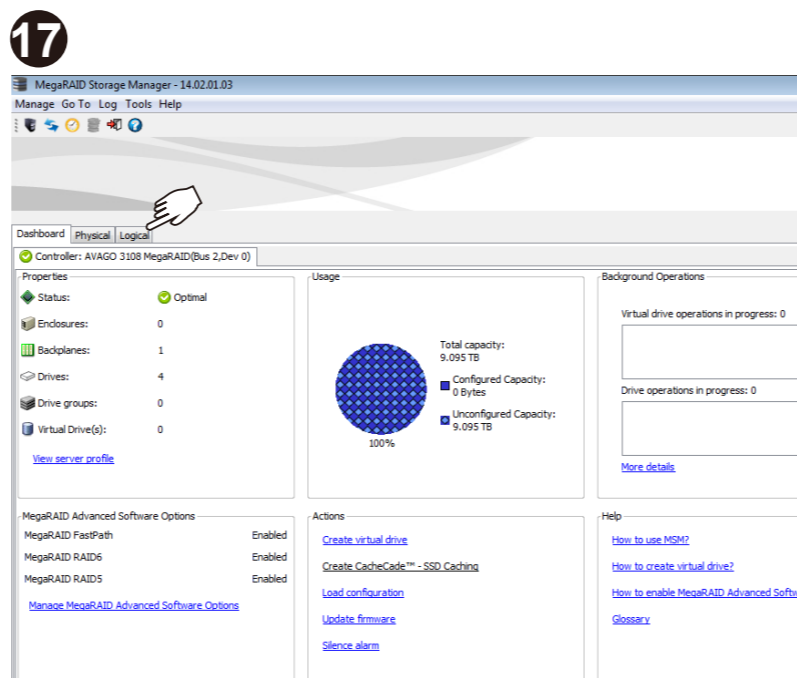 17
MegaRAID Storage Manager - 14.02.01.03
Manage Go To Log Tools Help
Dashboard Physical Logical
Controller: AVAGO 3108 MegaRAID(Bus 2,Dev 0)
Properties
Status: Optimal
Enclosures: 0
Backplanes: 1
Drives: 4
Drive groups: 0
Virtual Drive(s): 0
View server profile
Usage
Total capacity:
9.095 TB
Configured Capacity:
0 Bytes
Unconfigured Capacity:
9.095 TB
100%
Background Operations
Virtual drive operations in progress: 0
Drive operations in progress: 0
More details
MegaRAID Advanced Software Options
MegaRAID FastPath Enabled
MegaRAID RAID6 Enabled
MegaRAID RAID5 Enabled
Manage MegaRAID Advanced Software Options
Actions
Create virtual drive
Create CacheCade™ - SSD Caching
Load configuration
Update firmware
Silence alarm
Help
How to use MSM?
How to create virtual drive?
How to enable MegaRAID Advanced Softw
Glossary